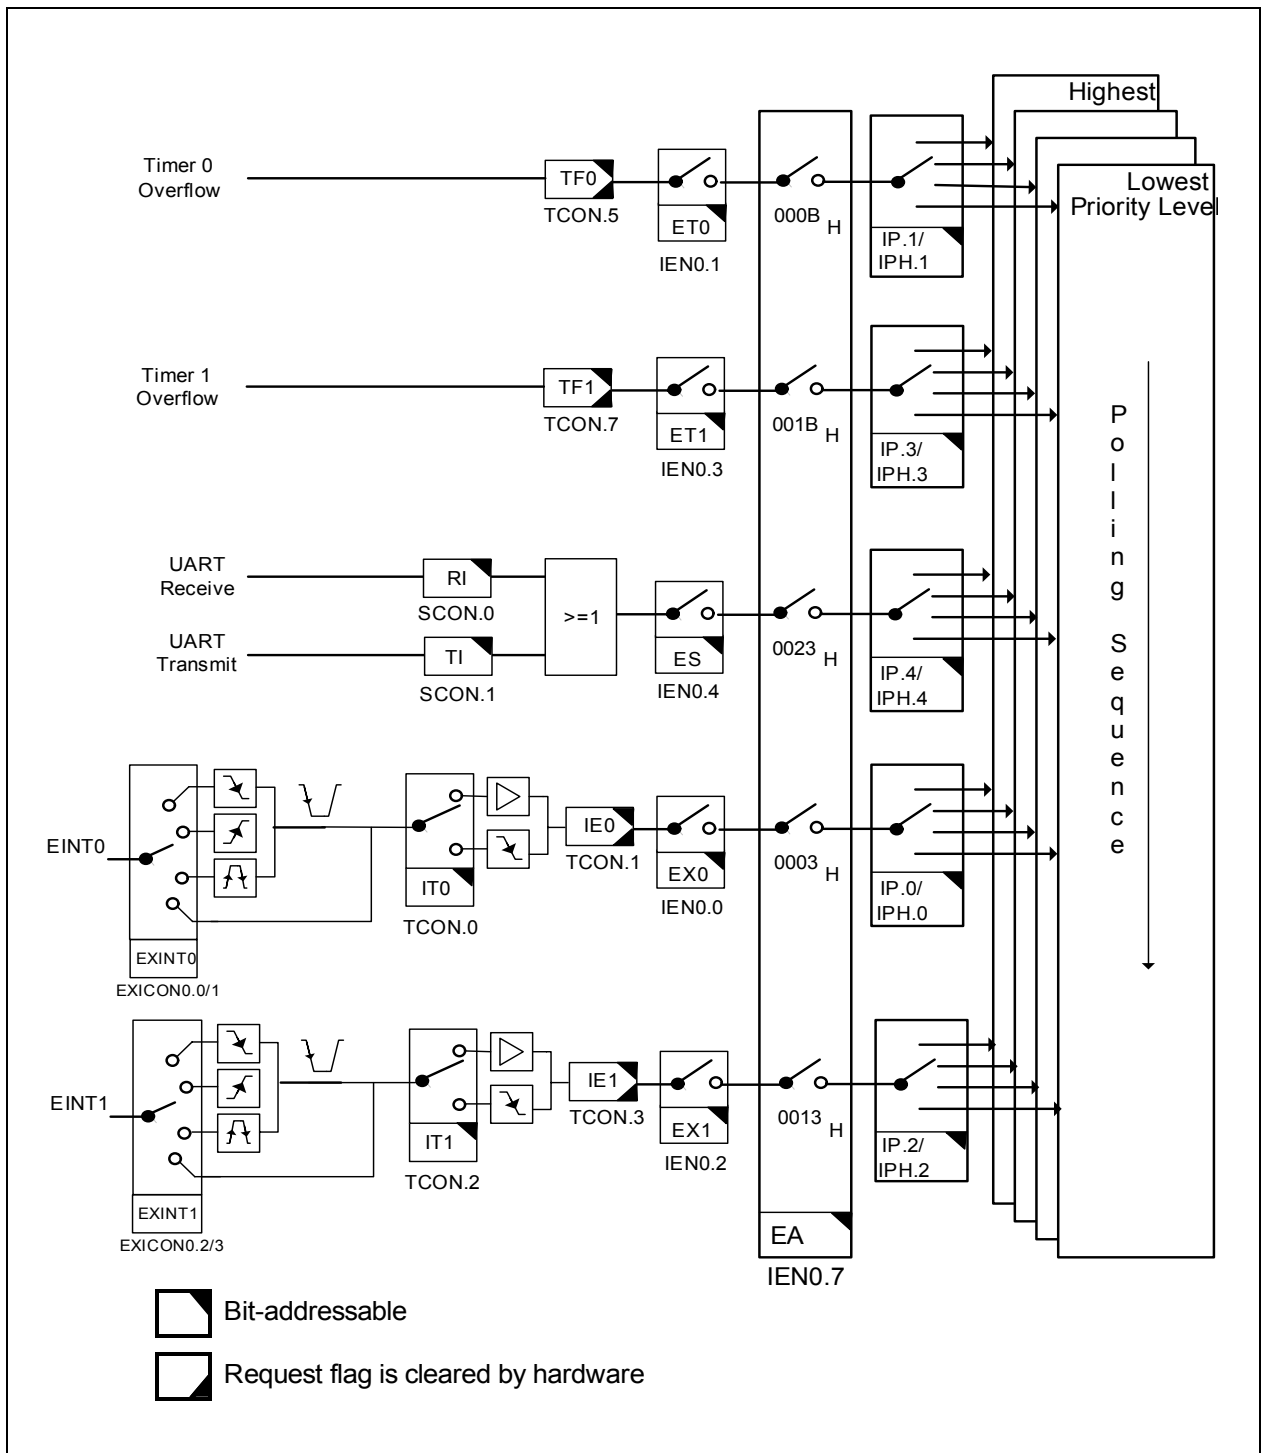 Highest
Lowest
Priority Level
Timer 0
Overflow
TF0
TCON.5
ET0
IEN0.1
000B H
IP.1/
IPH.1
Timer 1
Overflow
TF1
TCON.7
ET1
IEN0.3
001B H
IP.3/
IPH.3
Polling Sequence
UART
Receive
RI
SCON.0
UART
Transmit
TI
SCON.1
>=1
ES
IEN0.4
0023 H
IP.4/
IPH.4
EINT0
EXINT0
EXICON0.0/1
IT0
TCON.0
IE0
TCON.1
EX0
IEN0.0
0003 H
IP.0/
IPH.0
EINT1
EXINT1
EXICON0.2/3
IT1
TCON.2
IE1
TCON.3
EX1
IEN0.2
0013 H
IP.2/
IPH.2
EA
IEN0.7
Bit-addressable
Request flag is cleared by hardware